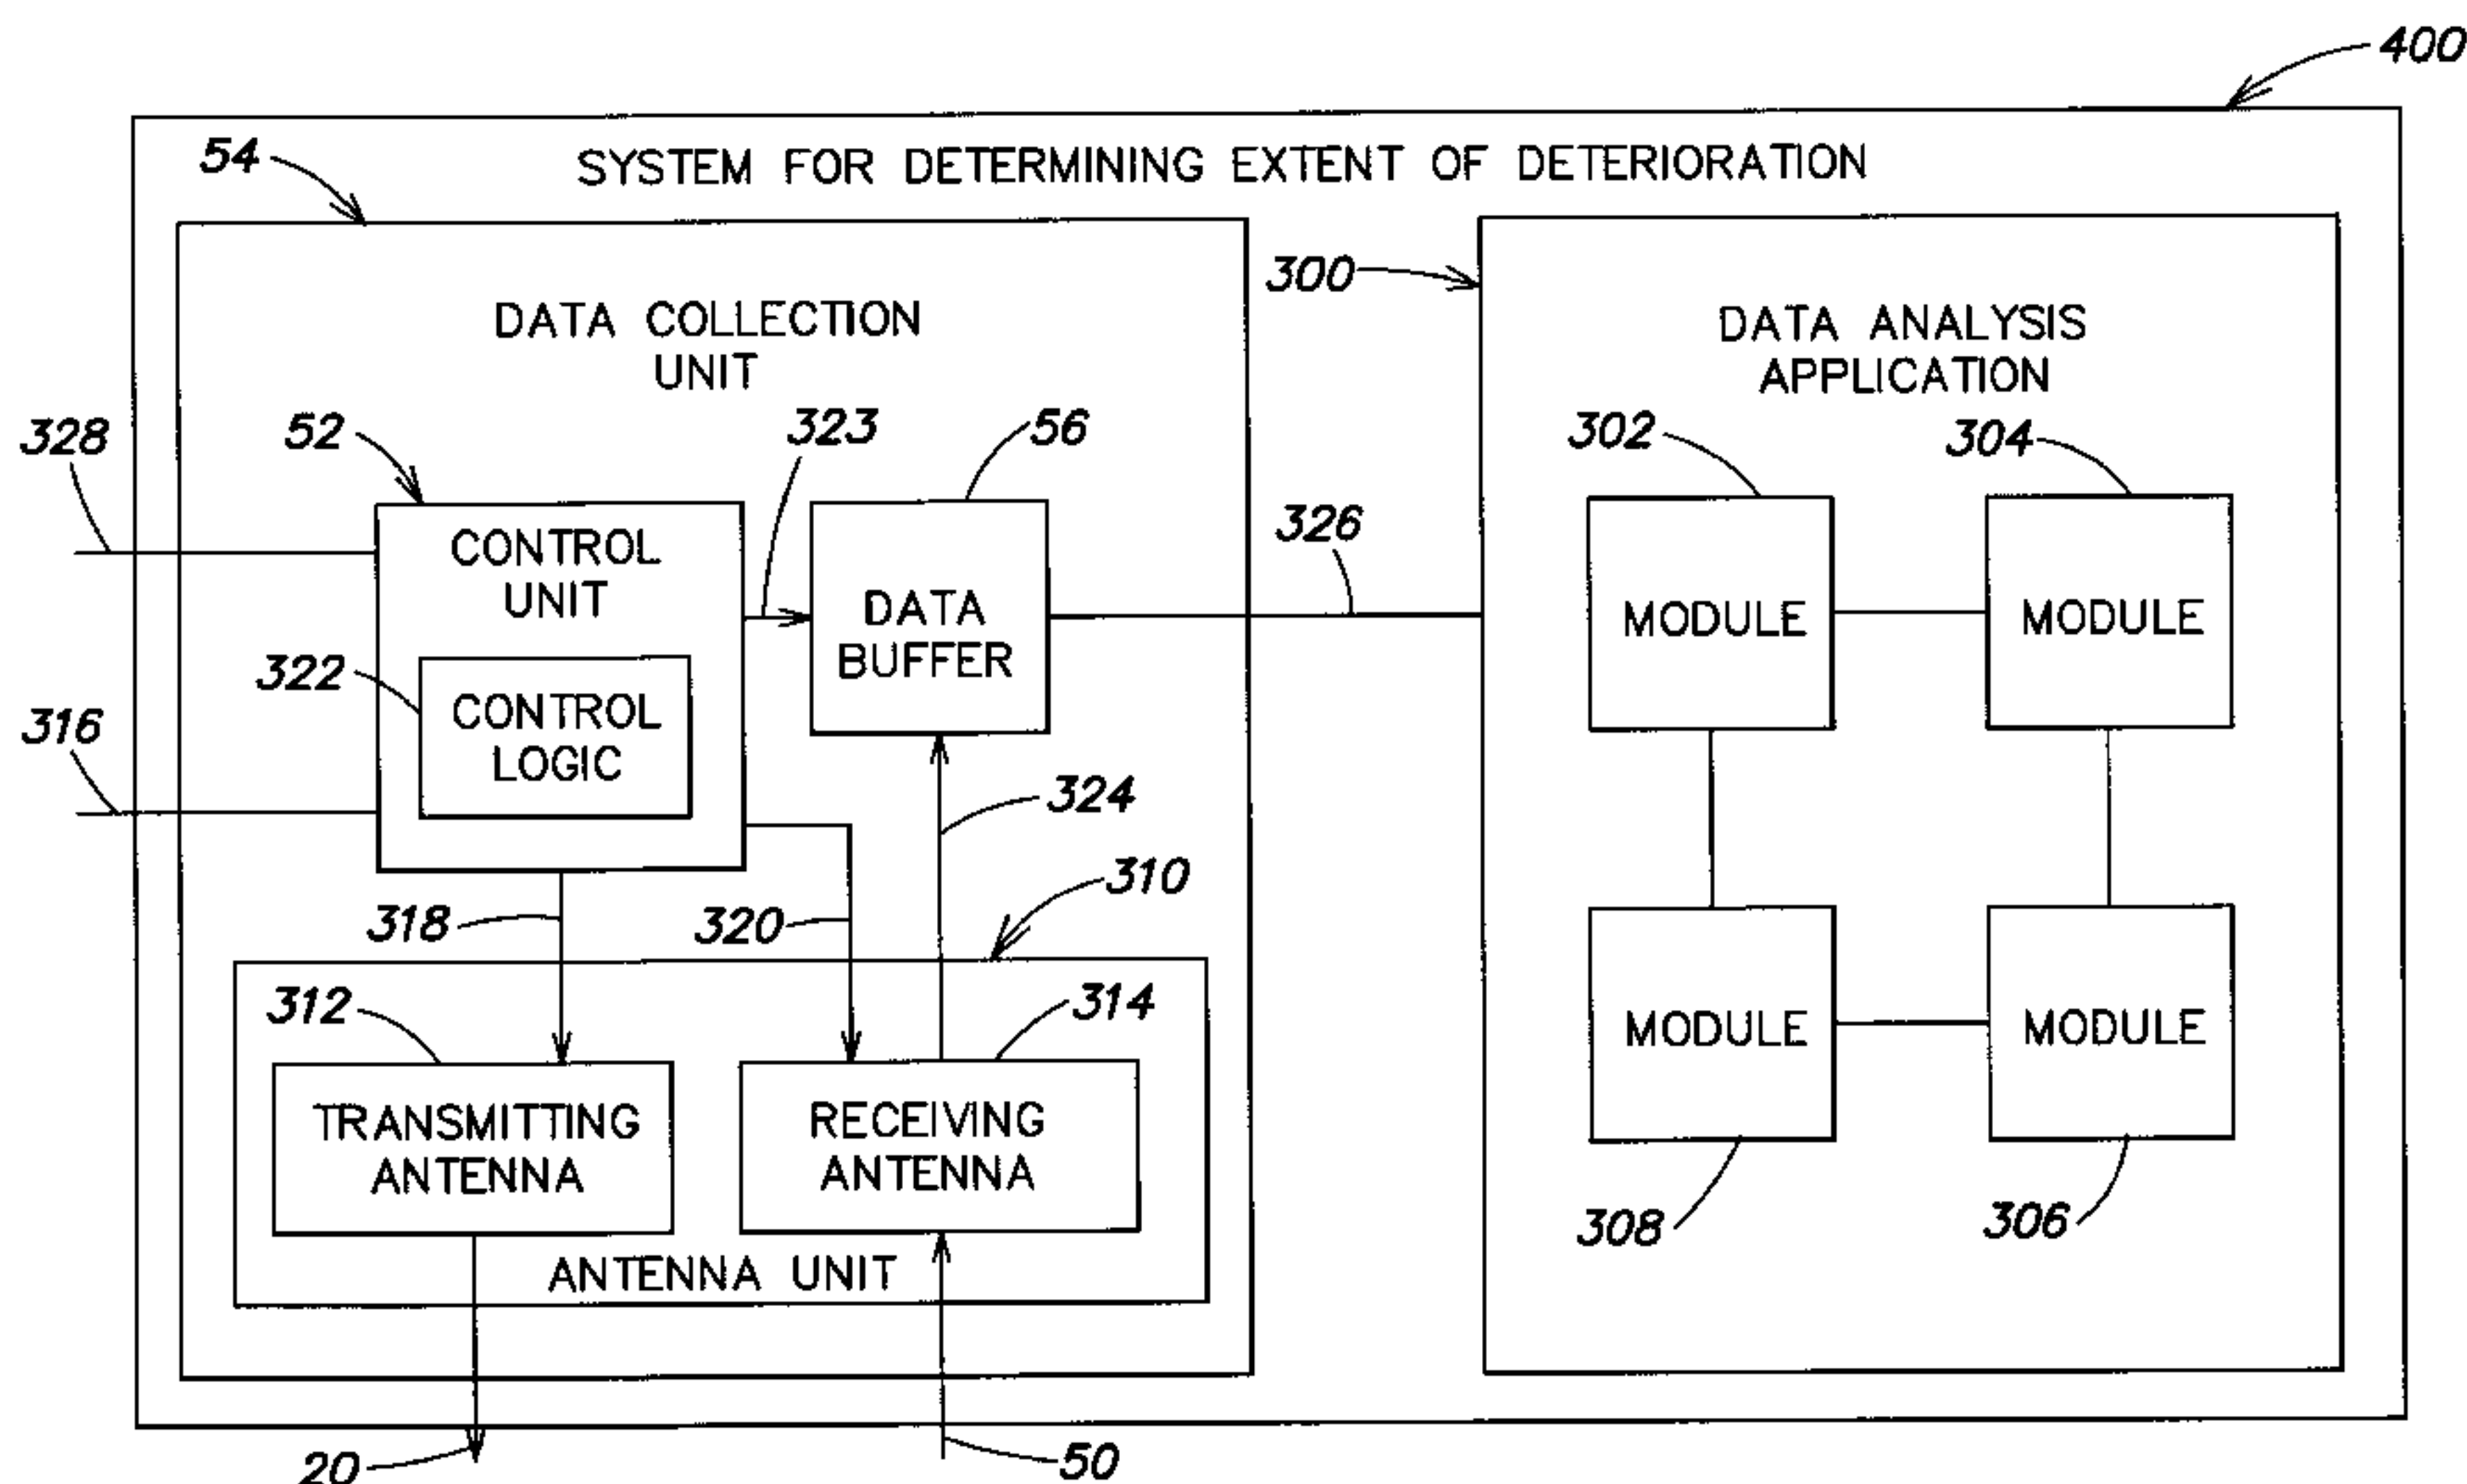 400
SYSTEM FOR DETERMINING EXTENT OF DETERIORATION
54
300
DATA COLLECTION
UNIT
DATA ANALYSIS
APPLICATION
328
52
323
56
302
304
326
CONTROL
UNIT
DATA
BUFFER
MODULE
MODULE
322
316
CONTROL
LOGIC
324
310
318
320
312
314
MODULE
MODULE
TRANSMITTING
ANTENNA
RECEIVING
ANTENNA
308
306
ANTENNA UNIT
20
50